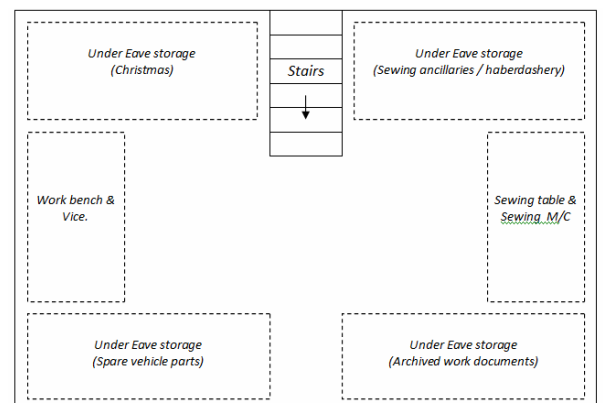 Under Eave storage
(Christmas)
Stairs
Under Eave storage
(Sewing ancillaries / haberdashery)
Work bench &
Vice.
Sewing table &
Sewing M/C
Under Eave storage
(Spare vehicle parts)
Under Eave storage
(Archived work documents)